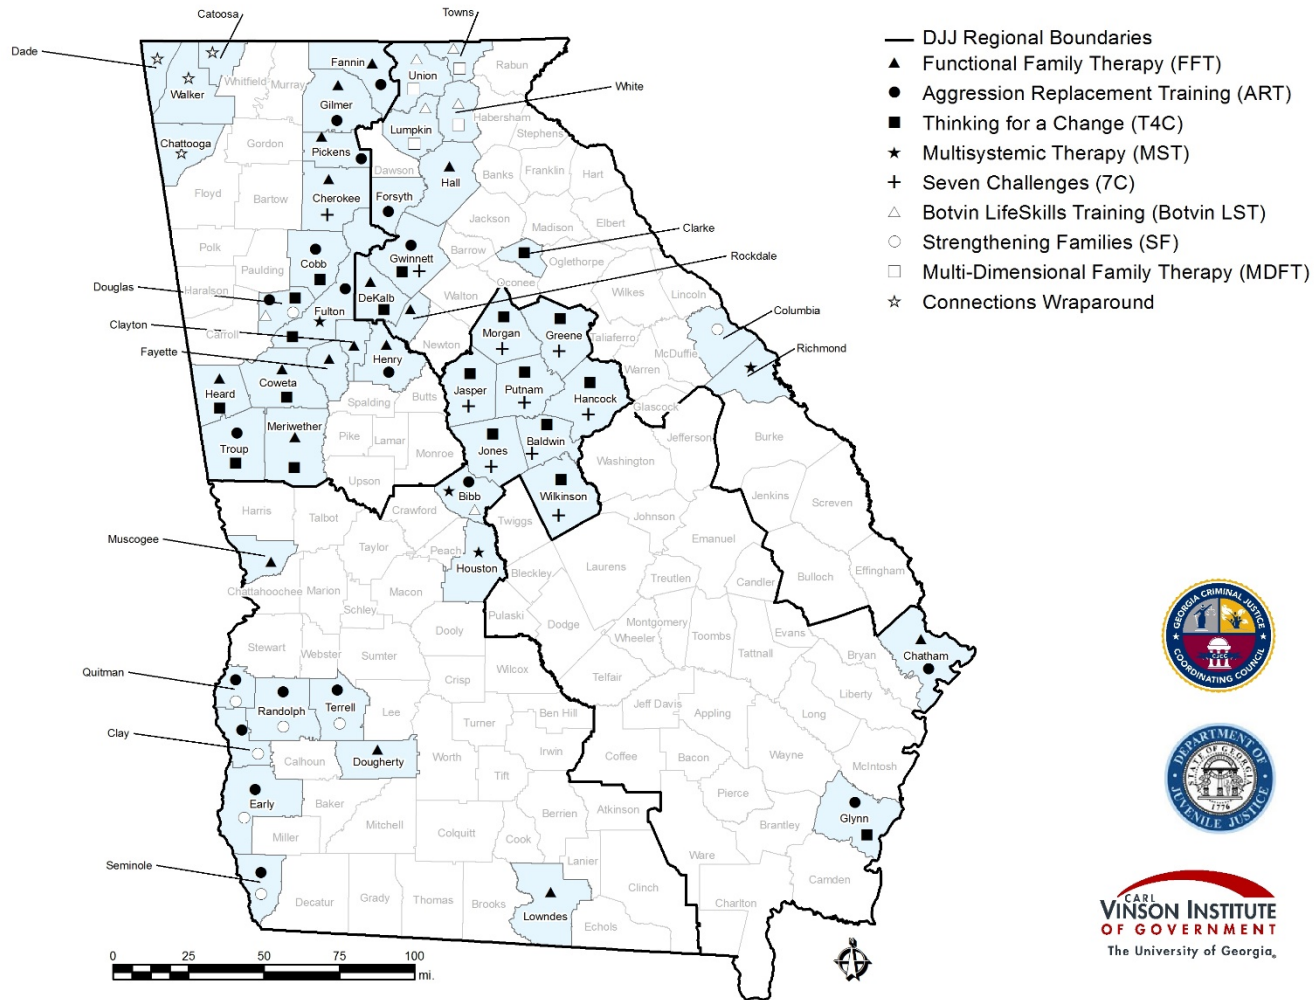 Catoosa
Towns
Dade
Fannin
Union
Rabun
Whitfield
Murray
Walker
Gilmer
White
Habersham
Lumpkin
Stephens
Chattooga
Gordon
Pickens
Dawson
Hall
Banks
Franklin
Hart
Floyd
Bartow
Cherokee
Forsyth
Jackson
Madison
Elbert
Polk
Paulding
Cobb
Gwinnett
Barrow
Clarke
Oglethorpe
Rockdale
Douglas
Haralson
Fulton
DeKalb
Walton
Oconee
Wilkes
Lincoln
Columbia
Clayton
Carroll
Newton
Morgan
Greene
Taliaferro
McDuffie
Richmond
Fayette
Henry
Coweta
Heard
Spalding
Butts
Jasper
Putnam
Hancock
Warren
Glascock
Troup
Meriwether
Pike
Lamar
Monroe
Jones
Baldwin
Jefferson
Burke
Upson
Washington
Bibb
Wilkinson
Jenkins
Screven
Harris
Talbot
Crawford
Twiggs
Johnson
Emanuel
Muscogee
Taylor
Peach
Houston
Bleckley
Laurens
Treutlen
Candler
Bulloch
Effingham
Chattahoochee
Marion
Macon
Schley
Pulaski
Dodge
Montgomery
Wheeler
Toombs
Evans
Tattnall
Bryan
Chatham
Stewart
Webster
Sumter
Dooly
Wilcox
Telfair
Liberty
Quitman
Crisp
Randolph
Terrell
Lee
Turner
Ben Hill
Jeff Davis
Appling
Long
Clay
Calhoun
Dougherty
Worth
Irwin
Coffee
Bacon
Wayne
McIntosh
Tift
Early
Baker
Pierce
Miller
Mitchell
Colquitt
Cook
Berrien
Atkinson
Brantley
Glynn
Seminole
Lanier
Ware
Decatur
Grady
Thomas
Brooks
Lowndes
Clinch
Echols
Charlton
Camden
0 25 50 75 100
mi.
DJJ Regional Boundaries
Functional Family Therapy (FFT)
Aggression Replacement Training (ART)
Thinking for a Change (T4C)
Multisystemic Therapy (MST)
Seven Challenges (7C)
Botvin LifeSkills Training (Botvin LST)
Strengthening Families (SF)
Multi-Dimensional Family Therapy (MDFT)
Connections Wraparound
GEORGIA CRIMINAL JUSTICE
CJCC
COORDINATING COUNCIL
DEPARTMENT OF
STATE OF GEORGIA
1776
JUVENILE JUSTICE
CARL
VINSON INSTITUTE
OF GOVERNMENT
The University of Georgia®